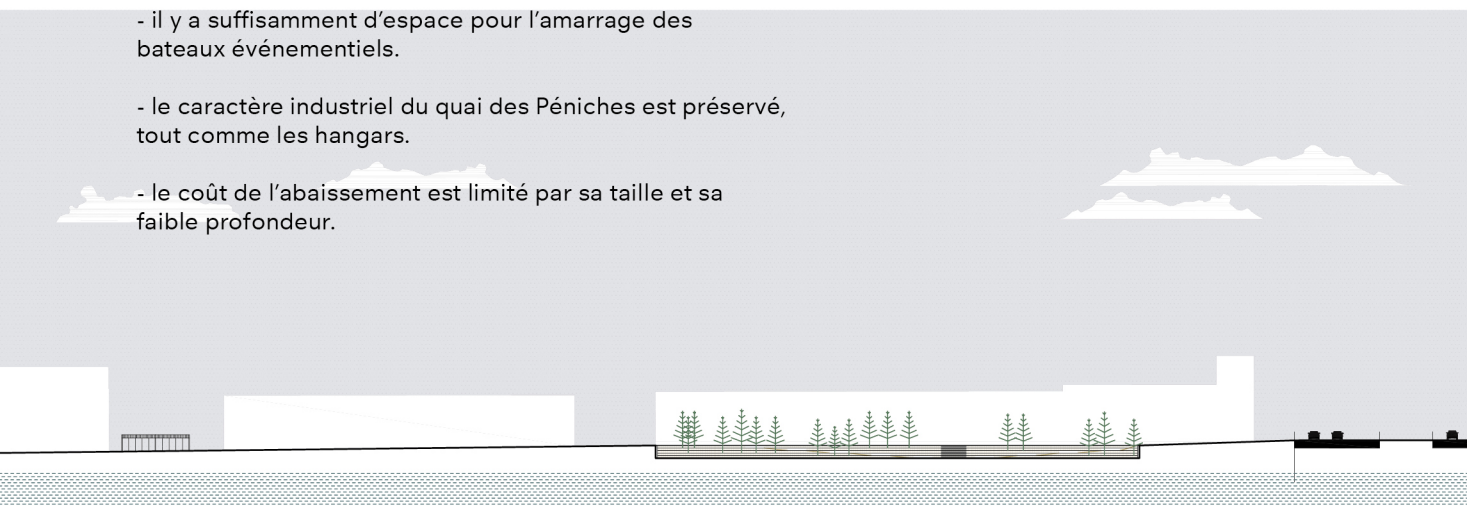 - il y a suffisamment d’espace pour l’amarrage des
bateaux événementiels.
- le caractère industriel du quai des Péniches est préservé,
tout comme les hangars.
- le coût de l’abaissement est limité par sa taille et sa
faible profondeur.